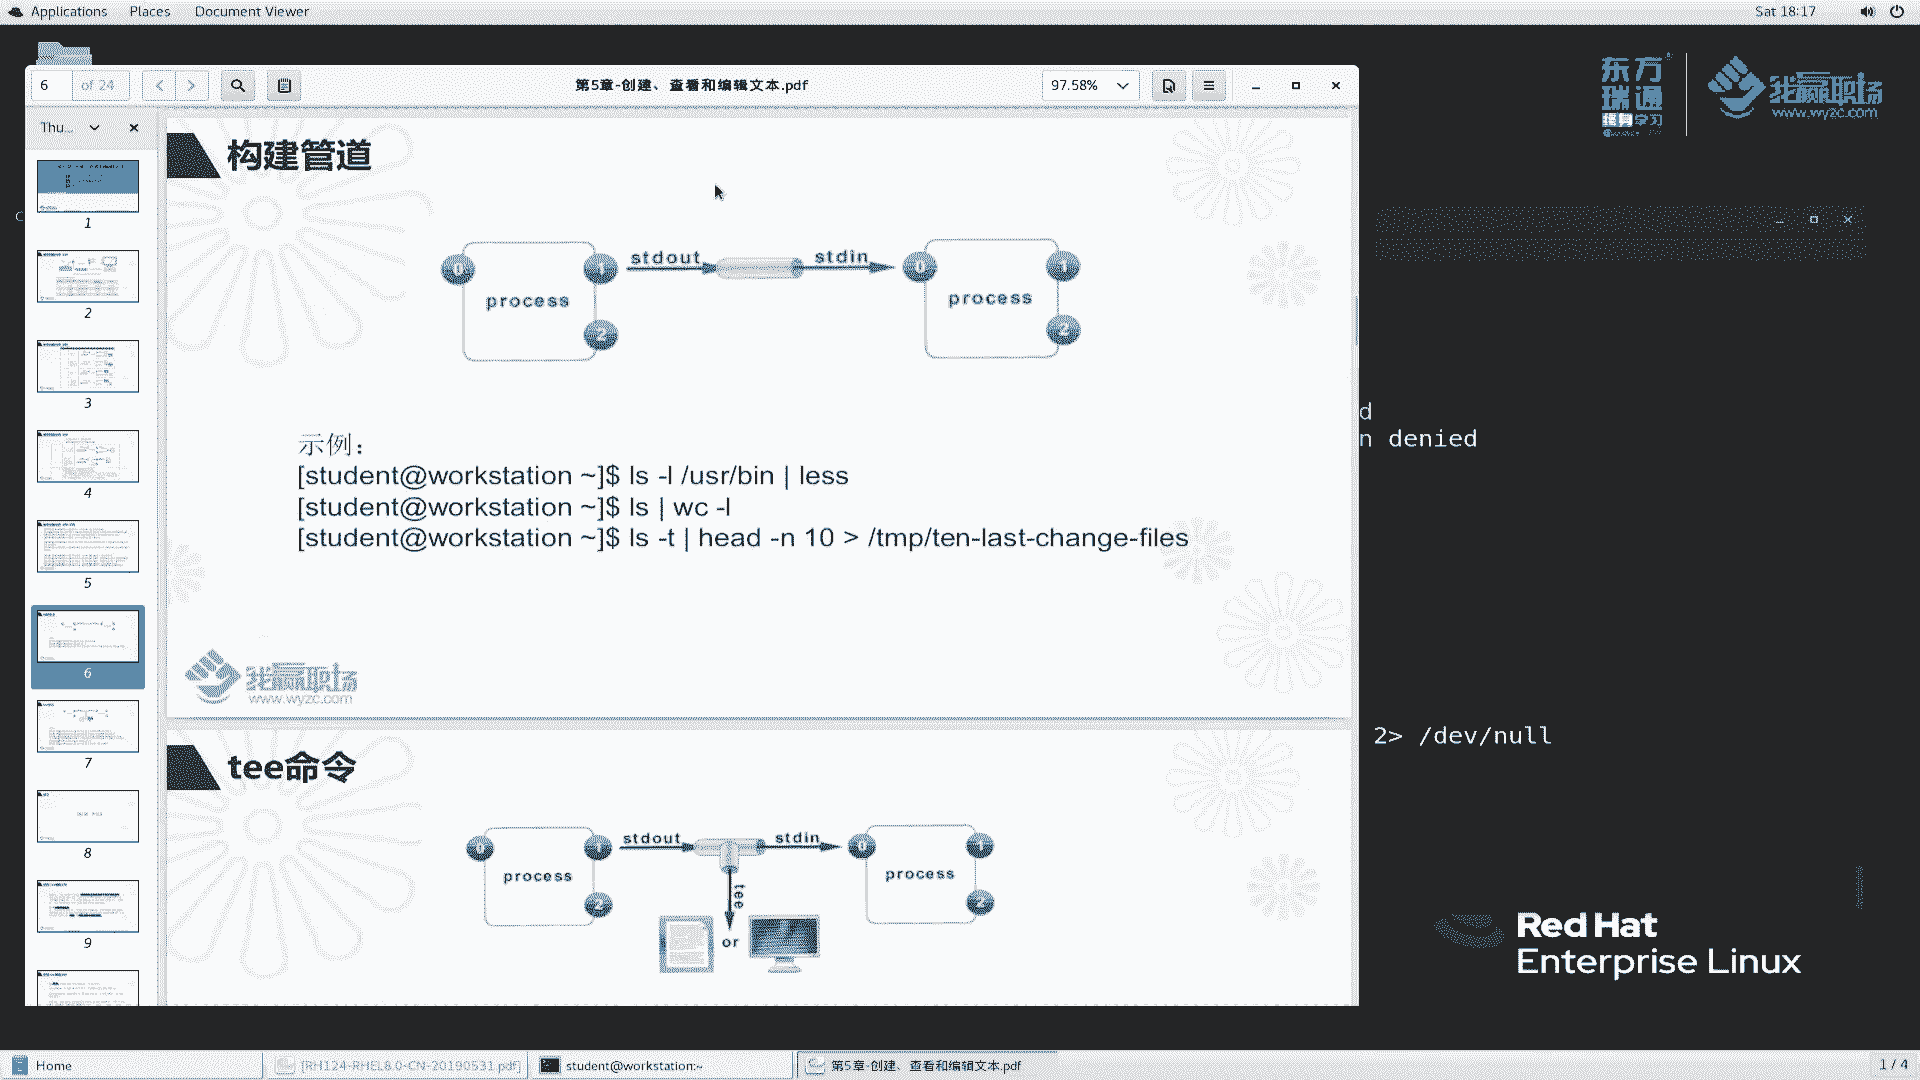 Applications Places Document Viewer
Sat 18:17
6 of 24
第5章-创建、查看和编辑文本.pdf
97.58%
Thu...
1
2
3
4
5
6
7
8
9
构建管道
0 1 stdout stdin 0 1
process process
2 2
示例：
[student@workstation ~]$ ls -l /usr/bin | less
[student@workstation ~]$ ls | wc -l
[student@workstation ~]$ ls -t | head -n 10 > /tmp/ten-last-change-files
我赢职场
www.wyzc.com
tee命令
0 1 stdout stdin 0 1
process process
2 tee 2
or
东方
瑞通
终身学习
我赢职场
www.wyzc.com
d
n denied
2> /dev/null
Red Hat
Enterprise Linux
Home
[RH124-RHEL8.0-CN-20190531.pdf]
student@workstation:~
第5章-创建、查看和编辑文本.pdf
1 / 4